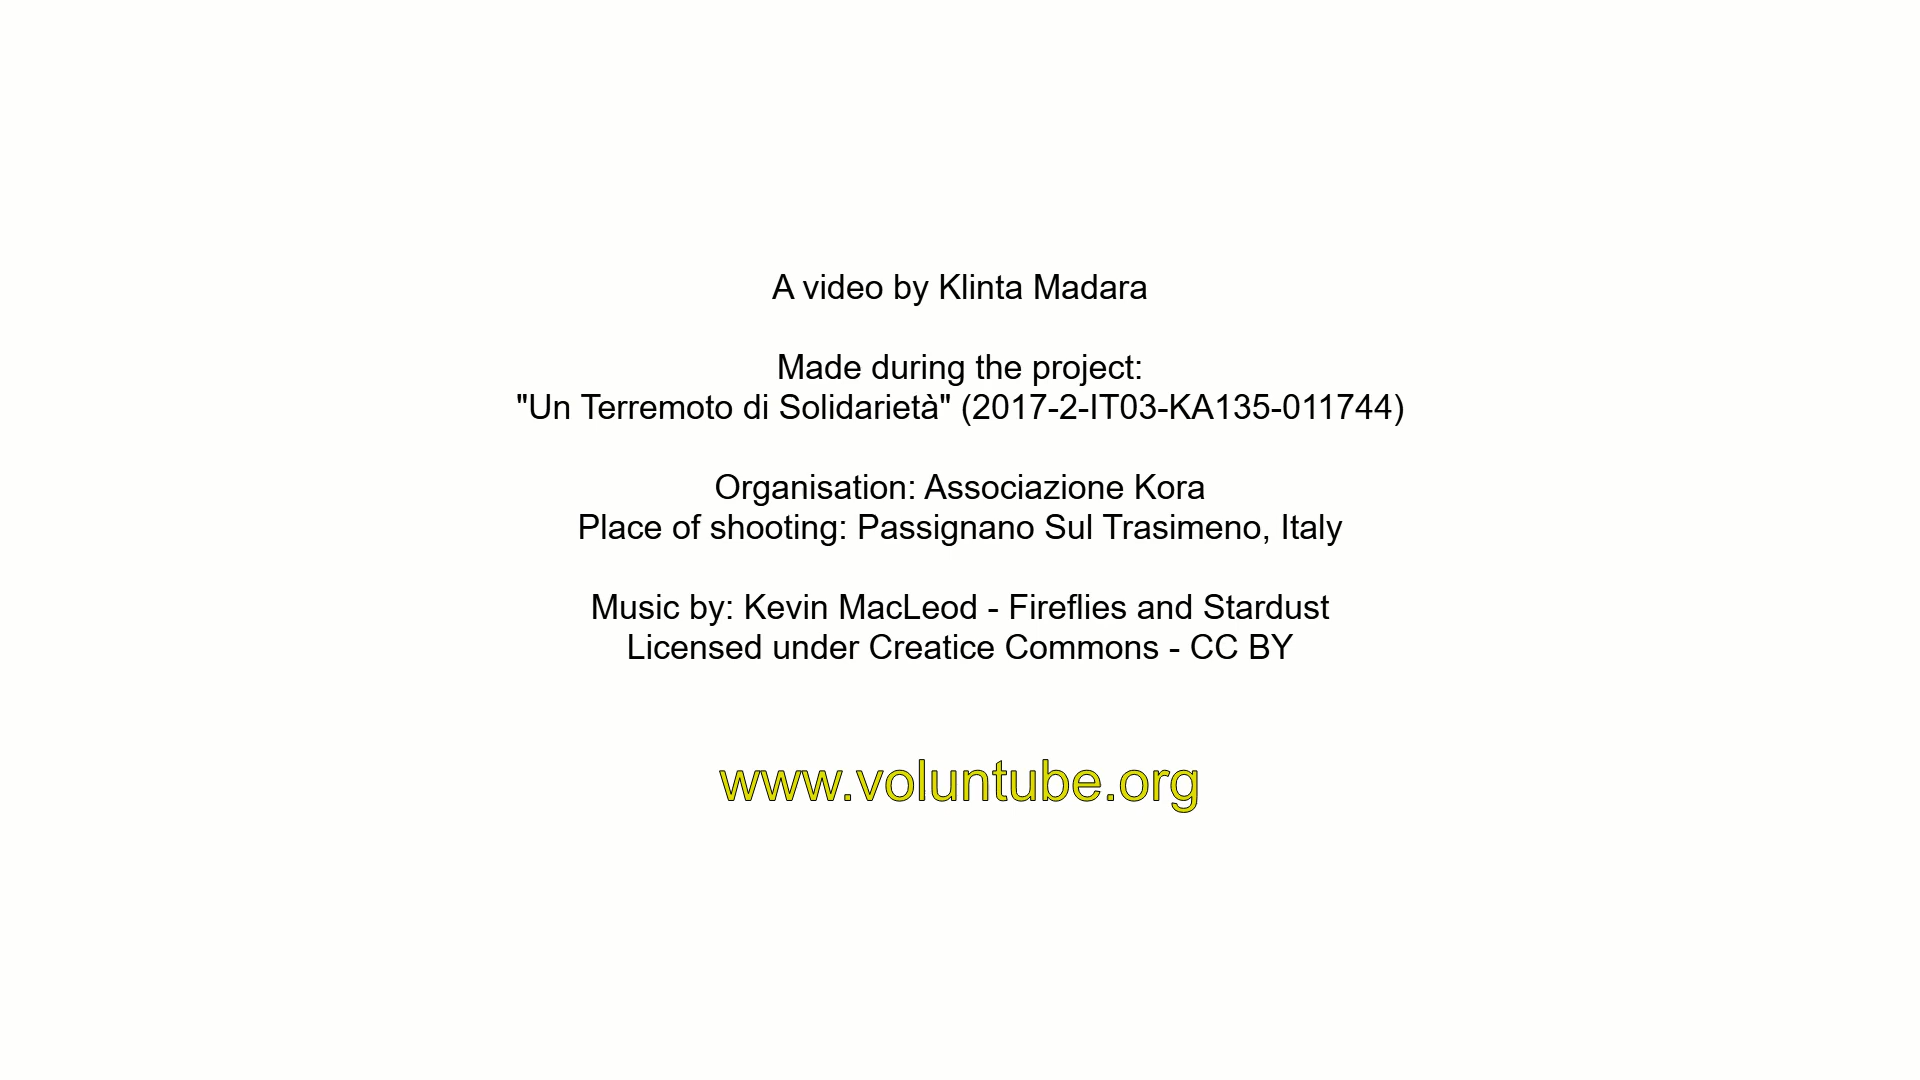 A video by Klinta Madara
Made during the project:
"Un Terremoto di Solidarietà" (2017-2-IT03-KA135-011744)
Organisation: Associazione Kora
Place of shooting: Passignano Sul Trasimeno, Italy
Music by: Kevin MacLeod - Fireflies and Stardust
Licensed under Creatice Commons - CC BY
www.voluntube.org